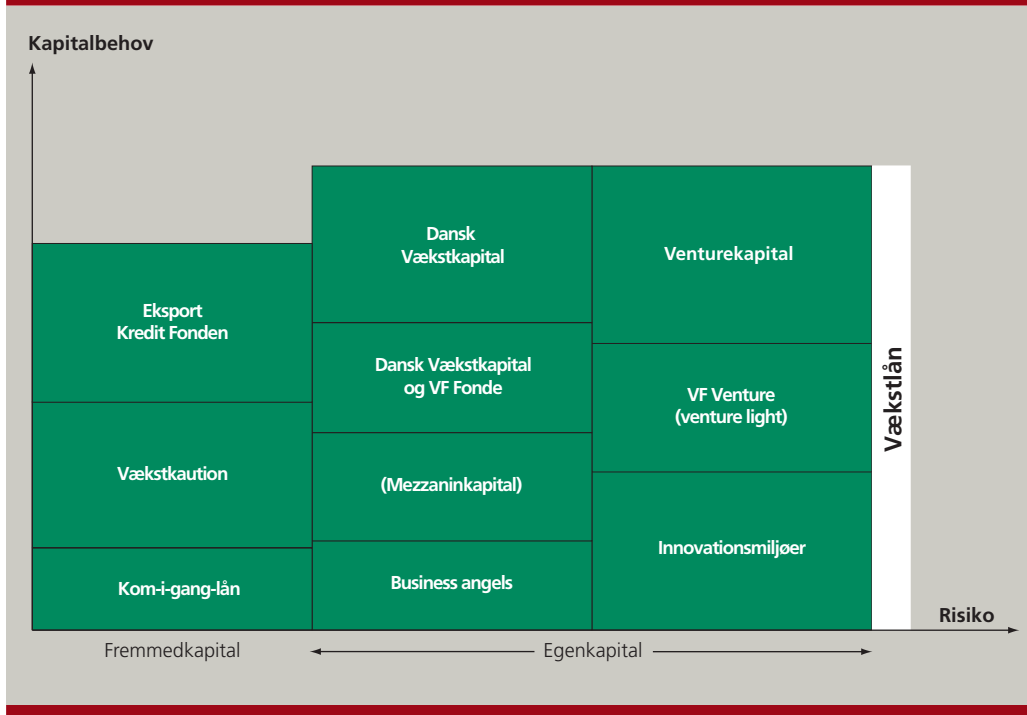 Kapitalbehov
Eksport
Kredit Fonden
Vækstkaution
Kom-i-gang-lån
Dansk
Vækstkapital
Dansk Vækstkapital
og VF Fonde
(Mezzaninkapital)
Business angels
Venturekapital
VF Venture
(venture light)
Innovationsmiljøer
Vækstlån
Risiko
Fremmedkapital
Egenkapital